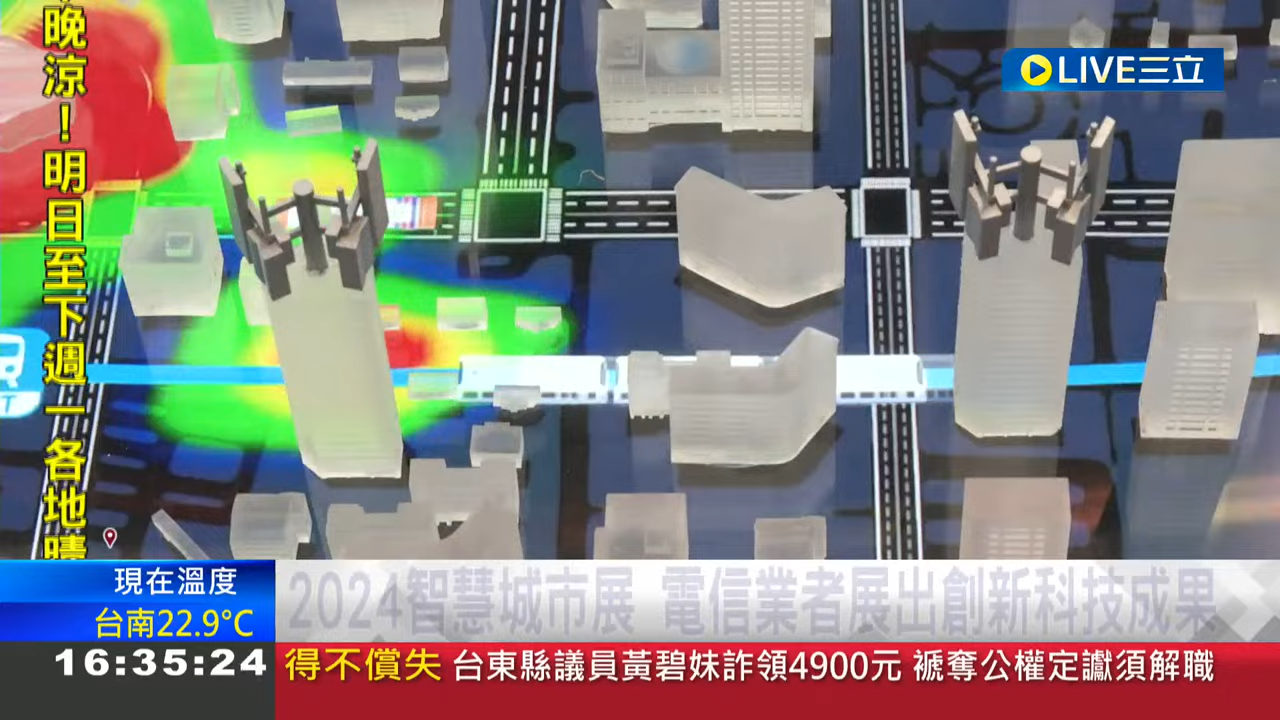 晚涼！明日至下週一各地晴
LIVE三立
現在溫度
台南22.9°C
2024智慧城市展 電信業者展出創新科技成果
16:35:24
得不償失 台東縣議員黃碧妹詐領4900元 褫奪公權定讞須解職